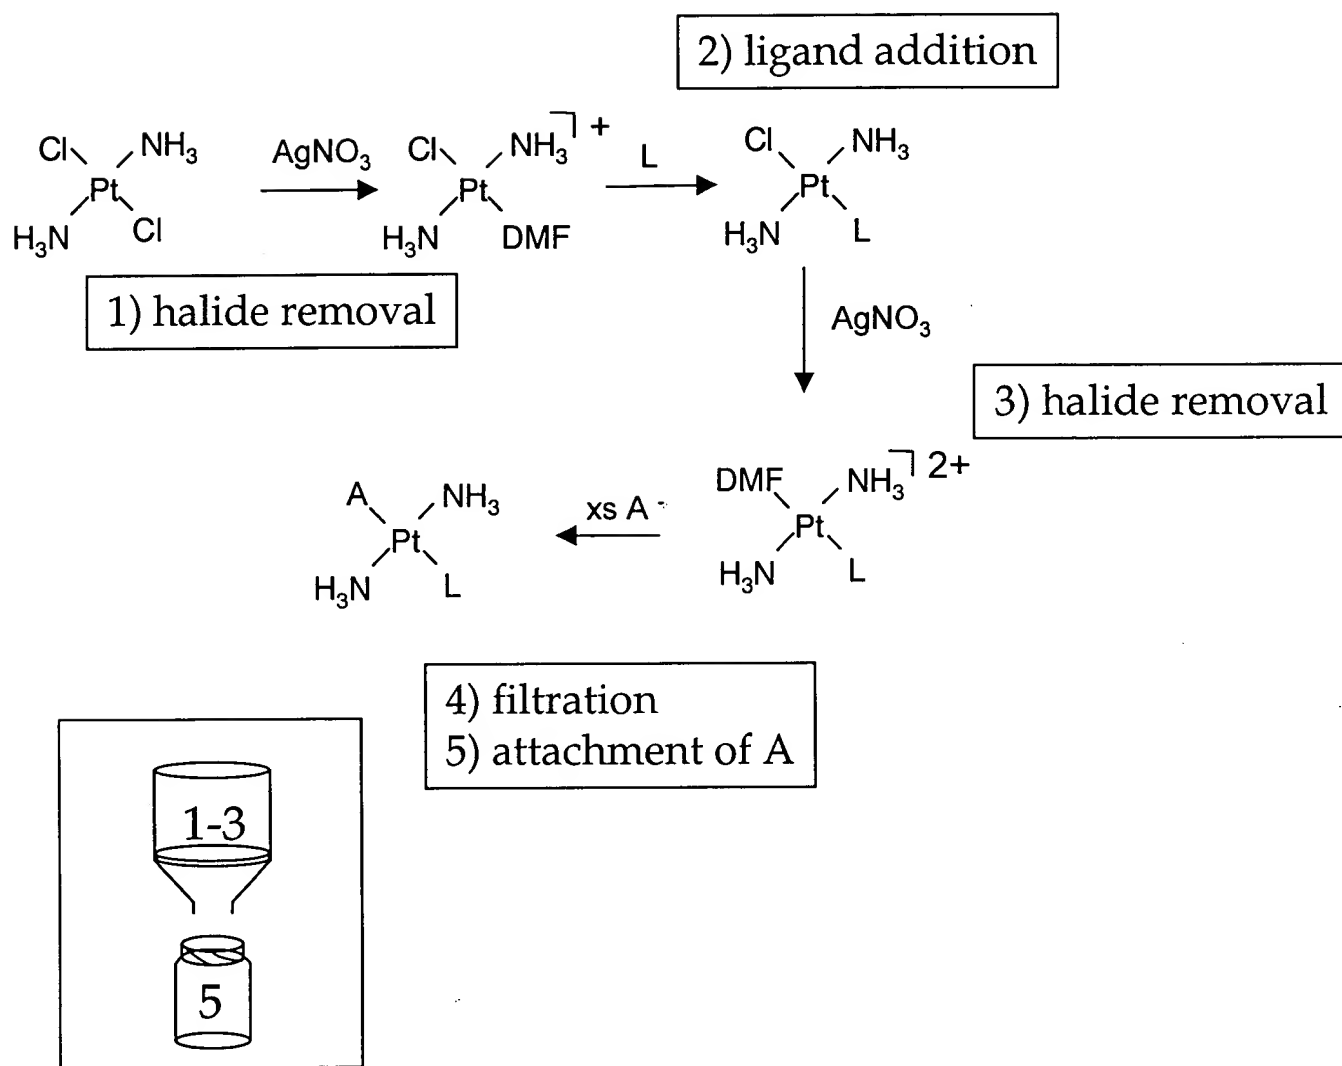 2) ligand addition
Cl NH₃ Pt H₃N Cl
AgNO₃
Cl NH₃ ⏋+ Pt H₃N DMF
L
Cl NH₃ Pt H₃N L
1) halide removal
AgNO₃
3) halide removal
DMF NH₃ ⏋2+ Pt H₃N L
xs A⁻
A NH₃ Pt H₃N L
4) filtration
5) attachment of A
1-3
5